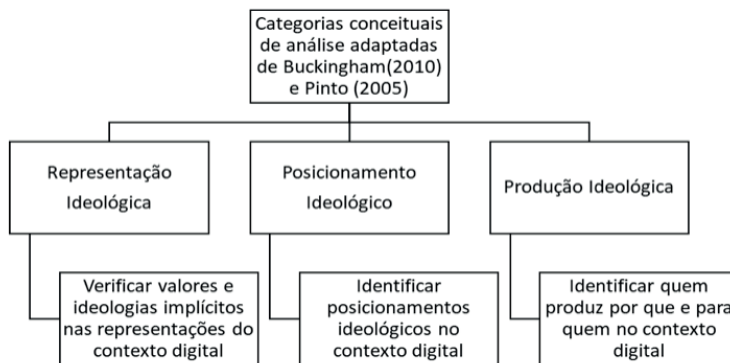 Categorias conceituais
de análise adaptadas
de Buckingham(2010)
e Pinto (2005)
Representação
Ideológica
Posicionamento
Ideológico
Produção Ideológica
Verificar valores e
ideologias implícitos
nas representações do
contexto digital
Identificar
posicionamentos
ideológicos no
contexto digital
Identificar quem
produz por que e para
quem no contexto
digital